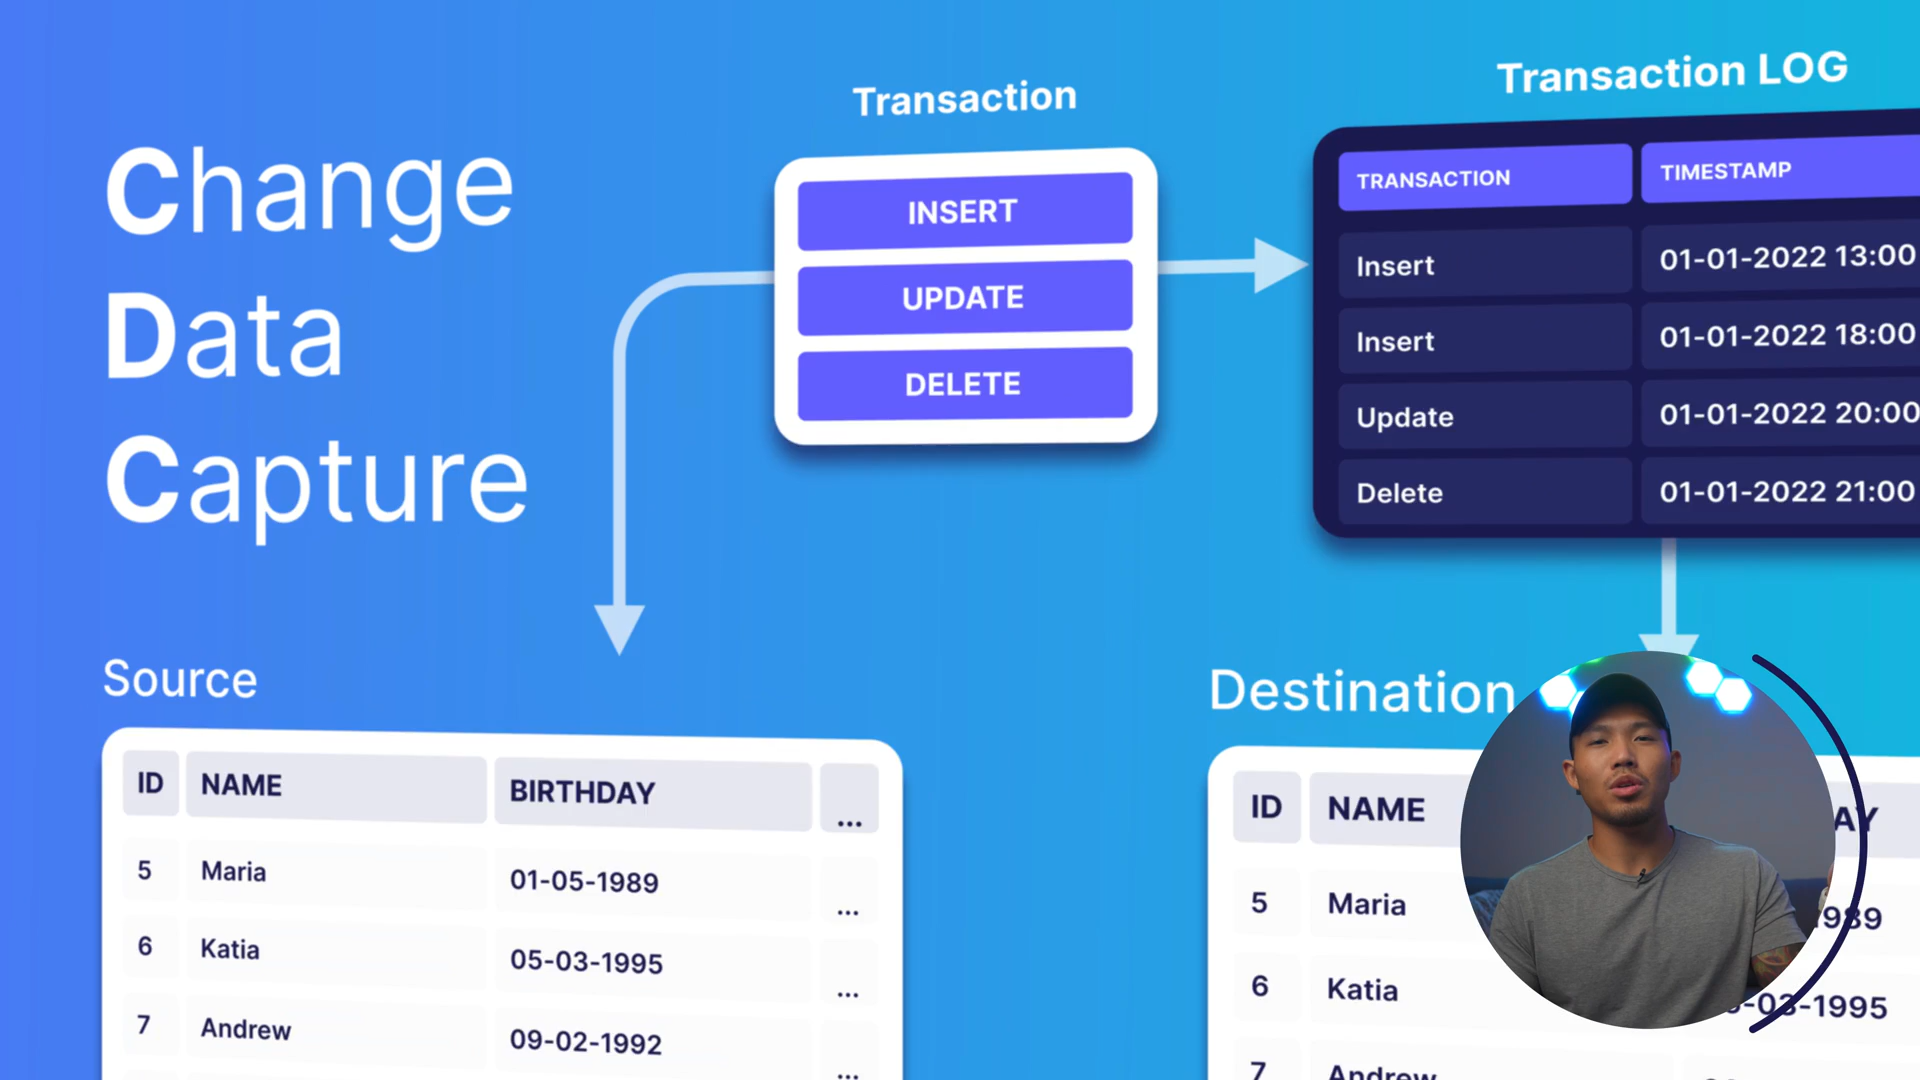 Change
Data
Capture
Transaction
INSERT
UPDATE
DELETE
Transaction LOG
TRANSACTION TIMESTAMP
Insert 01-01-2022 13:00
Insert 01-01-2022 18:00
Update 01-01-2022 20:00
Delete 01-01-2022 21:00
Source
ID NAME BIRTHDAY ...
5 Maria 01-05-1989 ...
6 Katia 05-03-1995 ...
7 Andrew 09-02-1992 ...
Destination
ID NAME
5 Maria
6 Katia
7 Andrew